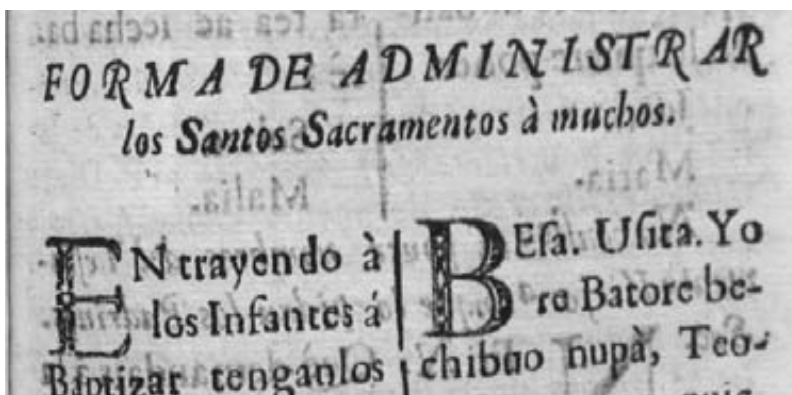 FORMA DE ADMINISTRAR
los Santos Sacramentos à muchos.
EN trayendo à
los Infantes á
Baptizar tenganlos
BEſa. Uſita. Yo
re Batore be-
chibuo nupà, Teo-